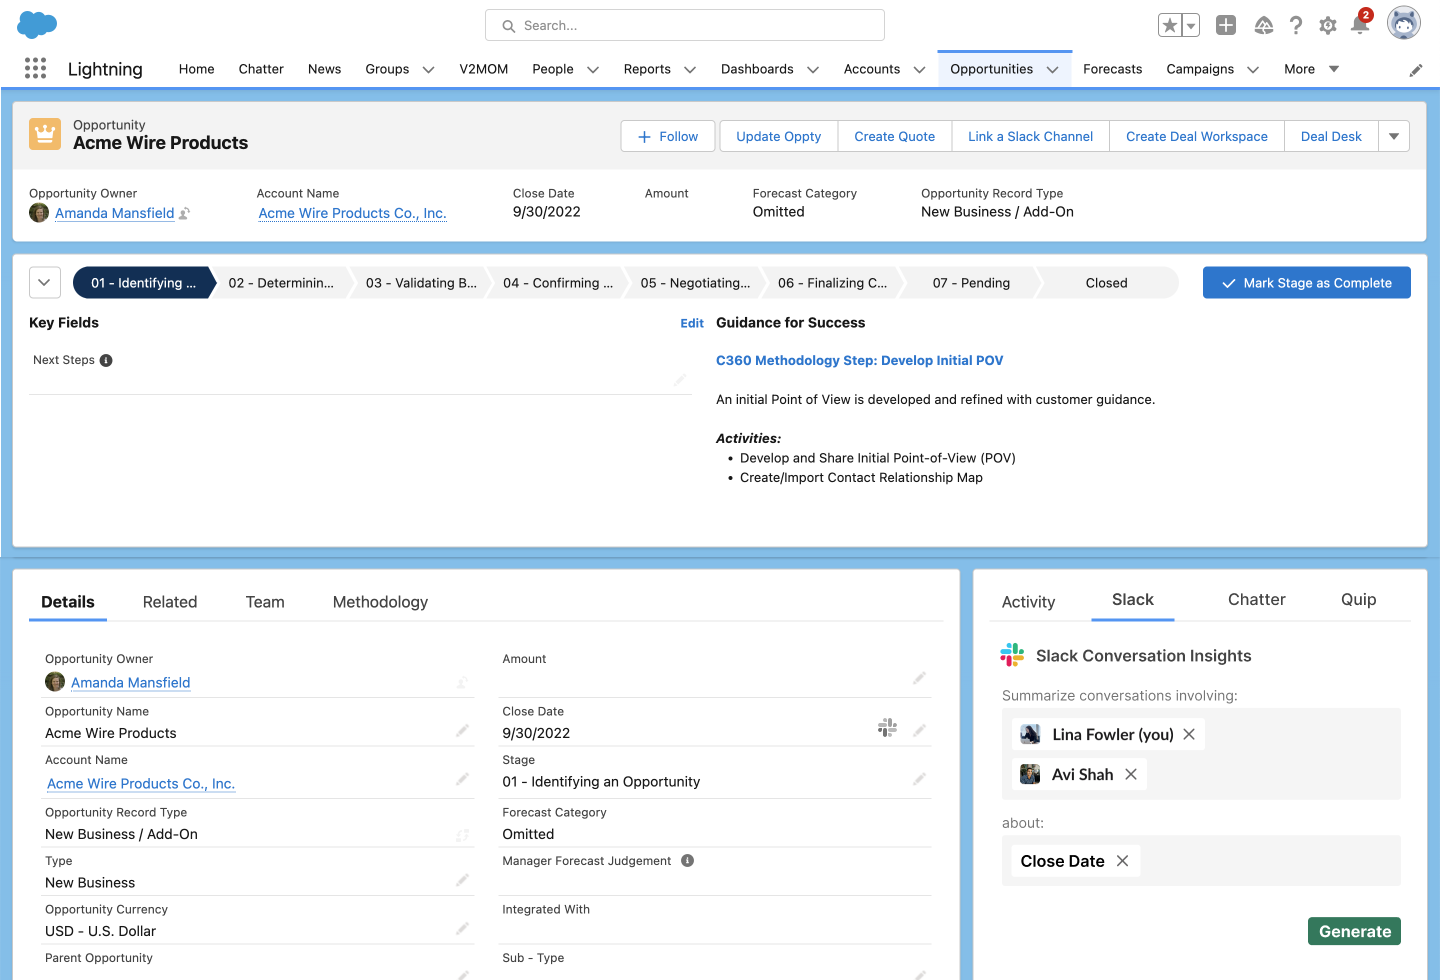 Search...
2
Lightning
Home
Chatter
News
Groups
V2MOM
People
Reports
Dashboards
Accounts
Opportunities
Forecasts
Campaigns
More
Opportunity
Acme Wire Products
Follow
Update Oppty
Create Quote
Link a Slack Channel
Create Deal Workspace
Deal Desk
Opportunity Owner
Amanda Mansfield
Account Name
Acme Wire Products Co., Inc.
Close Date
9/30/2022
Amount
Forecast Category
Omitted
Opportunity Record Type
New Business / Add-On
01 - Identifying ...
02 - Determinin...
03 - Validating B...
04 - Confirming ...
05 - Negotiating...
06 - Finalizing C...
07 - Pending
Closed
Mark Stage as Complete
Key Fields
Edit
Next Steps
Guidance for Success
C360 Methodology Step: Develop Initial POV
An initial Point of View is developed and refined with customer guidance.
Activities:
• Develop and Share Initial Point-of-View (POV)
• Create/Import Contact Relationship Map
Details
Related
Team
Methodology
Opportunity Owner
Amanda Mansfield
Opportunity Name
Acme Wire Products
Account Name
Acme Wire Products Co., Inc.
Opportunity Record Type
New Business / Add-On
Type
New Business
Opportunity Currency
USD - U.S. Dollar
Parent Opportunity
Amount
Close Date
9/30/2022
Stage
01 - Identifying an Opportunity
Forecast Category
Omitted
Manager Forecast Judgement
Integrated With
Sub - Type
Activity
Slack
Chatter
Quip
Slack Conversation Insights
Summarize conversations involving:
Lina Fowler (you)
Avi Shah
about:
Close Date
Generate